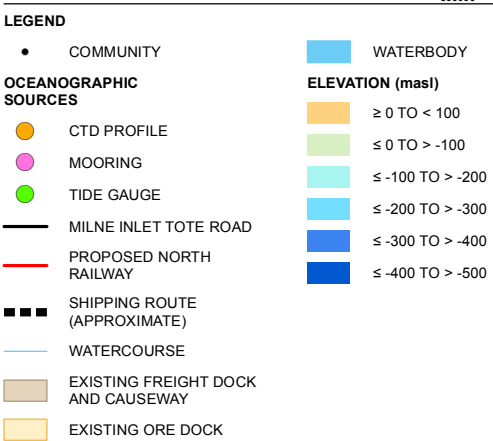 LEGEND
COMMUNITY
OCEANOGRAPHIC
SOURCES
CTD PROFILE
MOORING
TIDE GAUGE
MILNE INLET TOTE ROAD
PROPOSED NORTH
RAILWAY
SHIPPING ROUTE
(APPROXIMATE)
WATERCOURSE
EXISTING FREIGHT DOCK
AND CAUSEWAY
EXISTING ORE DOCK
WATERBODY
ELEVATION (masl)
≥ 0 TO < 100
≤ 0 TO > -100
≤ -100 TO > -200
≤ -200 TO > -300
≤ -300 TO > -400
≤ -400 TO > -500